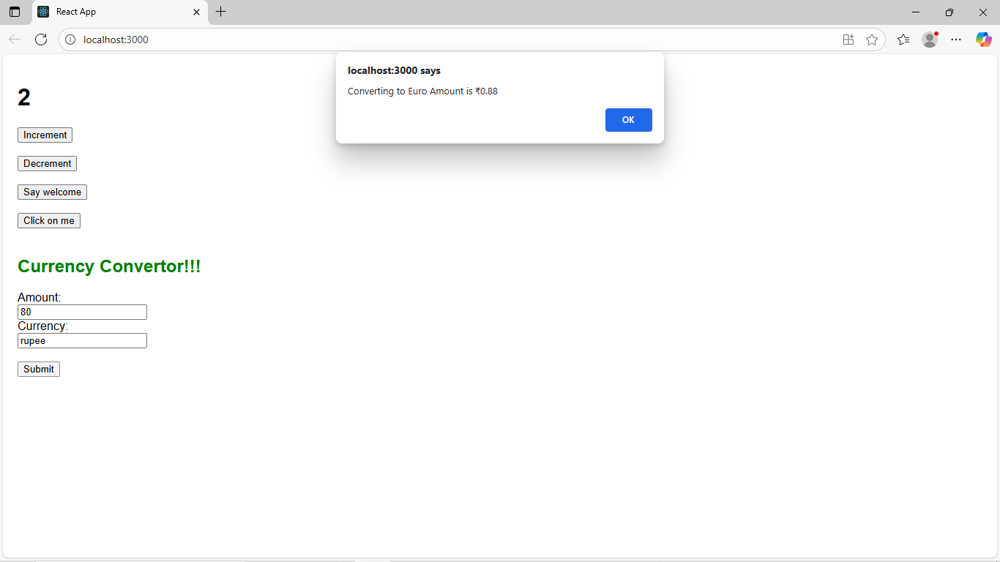 React App
localhost:3000
localhost:3000 says
Converting to Euro Amount is ₹0.88
OK
2
Increment
Decrement
Say welcome
Click on me
Currency Convertor!!!
Amount:
80
Currency:
rupee
Submit